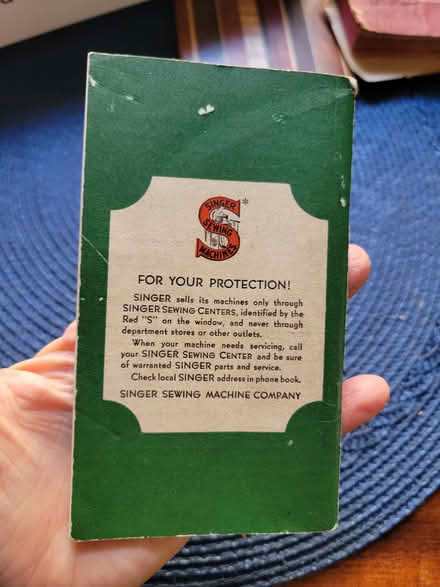 SINGER
SEWING
MACHINES
*
FOR YOUR PROTECTION!
SINGER sells its machines only through
SINGER SEWING CENTERS, identified by the
Red "S" on the window, and never through
department stores or other outlets.
When your machine needs servicing, call
your SINGER SEWING CENTER and be sure
of warranted SINGER parts and service.
Check local SINGER address in phone book.
SINGER SEWING MACHINE COMPANY